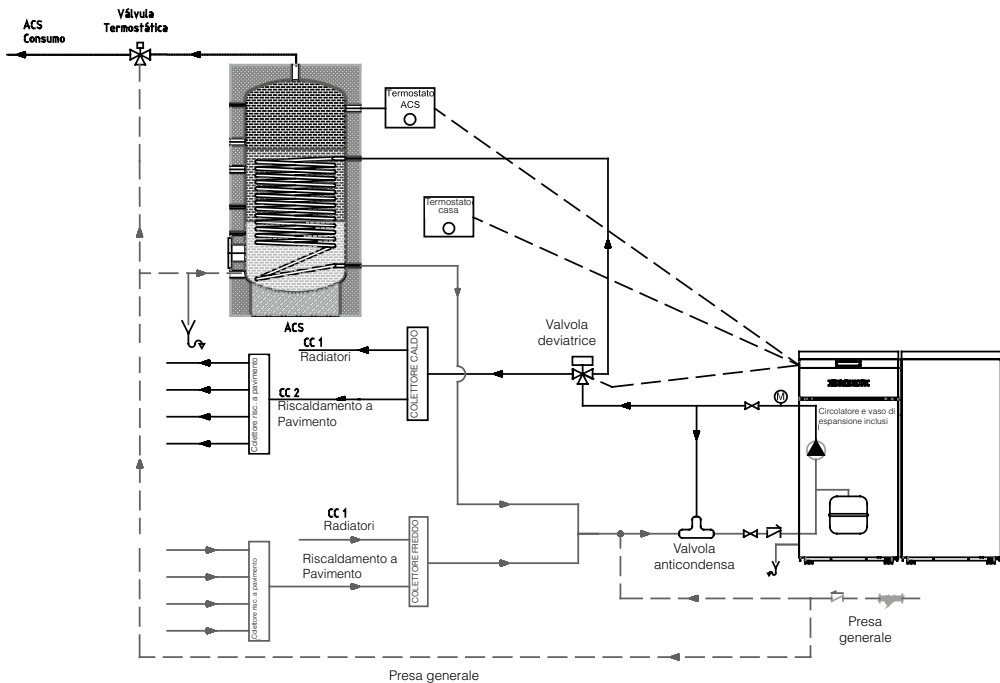 Válvula
Termostática
ACS
Consumo
Termostato
ACS
Termostato
casa
ACS
Valvola
deviatrice
CC 1
Radiatori
COLETTORE CALDO
CC 2
Riscaldamento a
Pavimento
Colettore risc. a pavimento
M
Circolatore e vaso di
espansione inclusi
CC 1
Radiatori
Riscaldamento a
Pavimento
COLETTORE FREDDO
Colettore risc. a pavimento
Valvola
anticondensa
Presa
generale
Presa generale